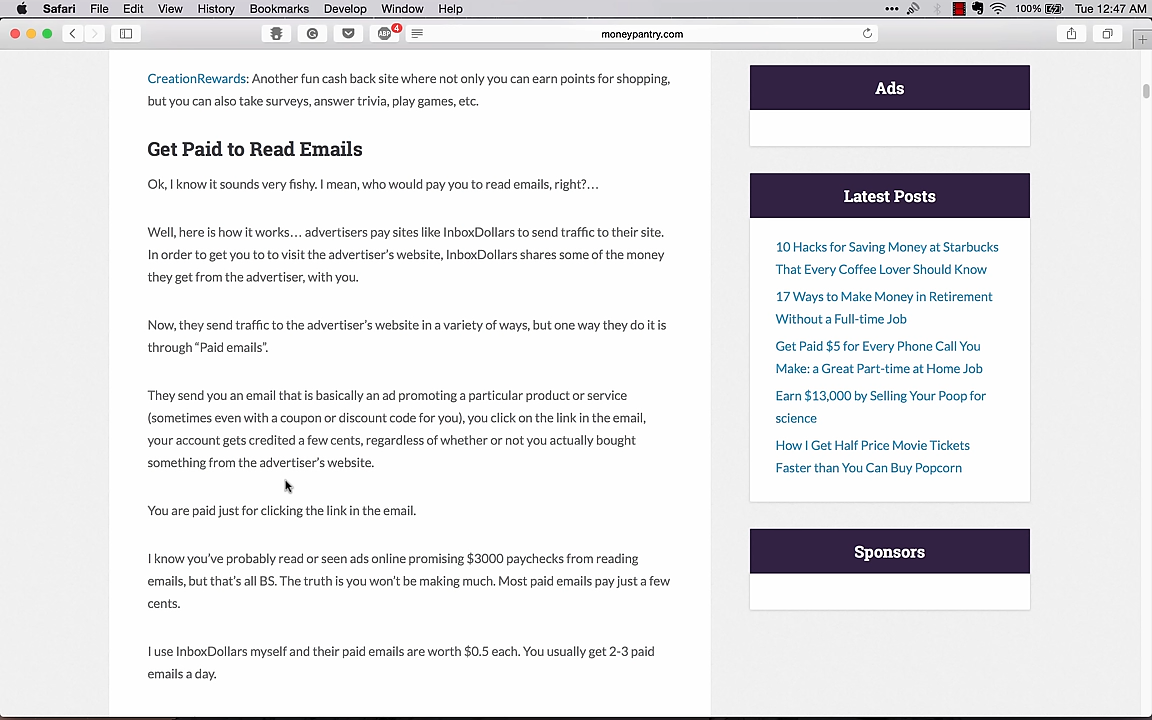 Safari File Edit View History Bookmarks Develop Window Help
100% Tue 12:47 AM
ABP 4
moneypantry.com
CreationRewards: Another fun cash back site where not only you can earn points for shopping,
but you can also take surveys, answer trivia, play games, etc.
Get Paid to Read Emails
Ok, I know it sounds very fishy. I mean, who would pay you to read emails, right?…
Well, here is how it works… advertisers pay sites like InboxDollars to send traffic to their site.
In order to get you to to visit the advertiser's website, InboxDollars shares some of the money
they get from the advertiser, with you.
Now, they send traffic to the advertiser's website in a variety of ways, but one way they do it is
through “Paid emails”.
They send you an email that is basically an ad promoting a particular product or service
(sometimes even with a coupon or discount code for you), you click on the link in the email,
your account gets credited a few cents, regardless of whether or not you actually bought
something from the advertiser's website.
You are paid just for clicking the link in the email.
I know you've probably read or seen ads online promising $3000 paychecks from reading
emails, but that's all BS. The truth is you won't be making much. Most paid emails pay just a few
cents.
I use InboxDollars myself and their paid emails are worth $0.5 each. You usually get 2-3 paid
emails a day.
Ads
Latest Posts
10 Hacks for Saving Money at Starbucks
That Every Coffee Lover Should Know
17 Ways to Make Money in Retirement
Without a Full-time Job
Get Paid $5 for Every Phone Call You
Make: a Great Part-time at Home Job
Earn $13,000 by Selling Your Poop for
science
How I Get Half Price Movie Tickets
Faster than You Can Buy Popcorn
Sponsors